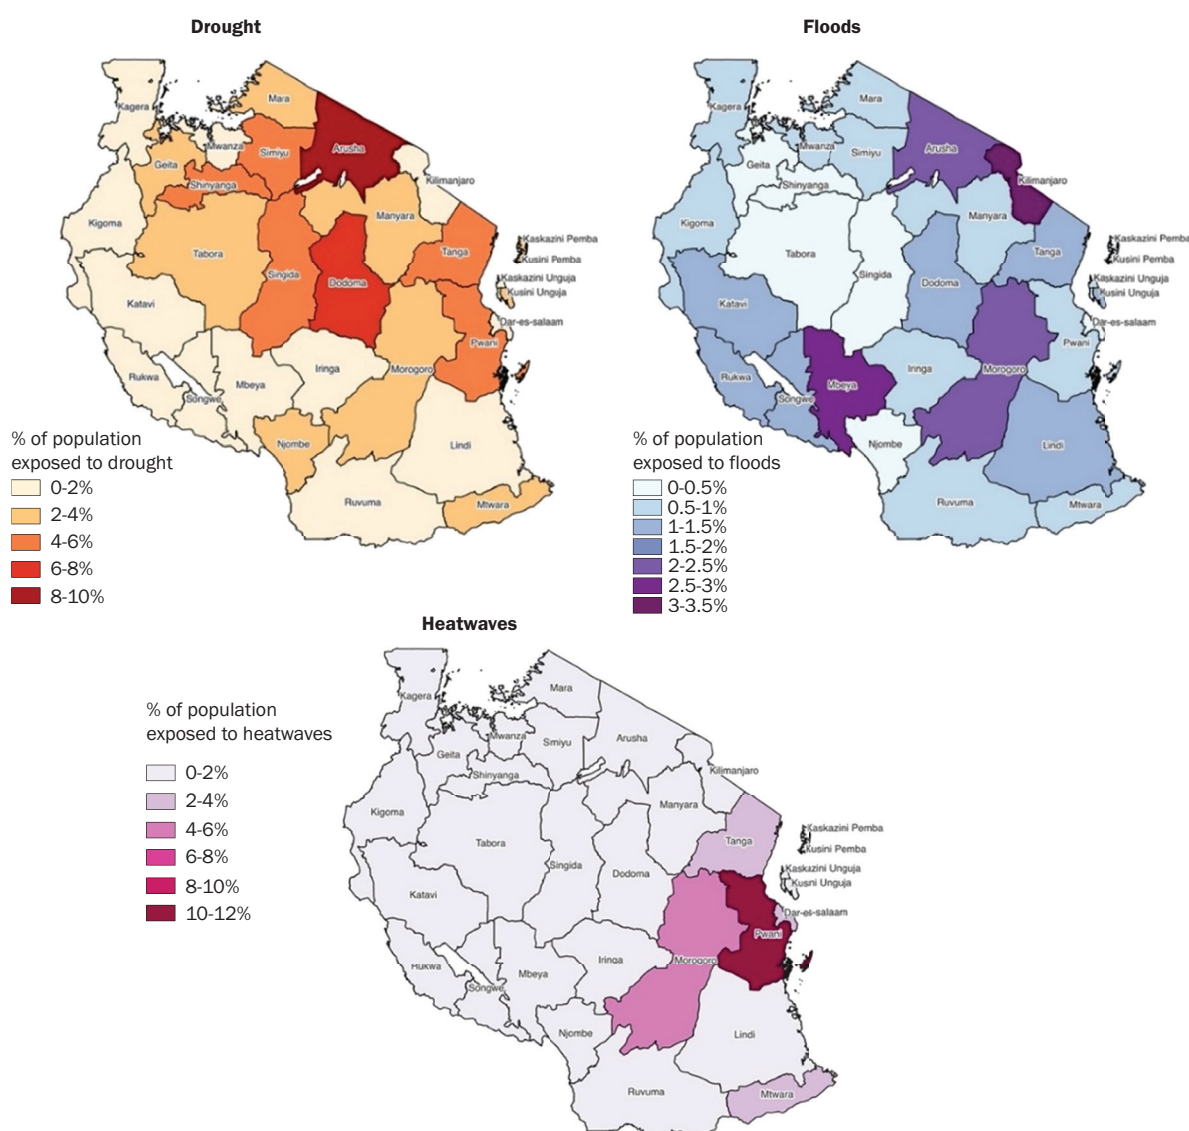 Drought
Kagera
Mara
Mwanza
Arusha
Simiyu
Geita
Shinyanga
Kilimanjaro
Kigoma
Manyara
Tabora
Tanga
Kaskazini Pemba
Kusini Pemba
Singida
Dodoma
Kaskazini Unguja
Kusini Unguja
Katavi
Dar-es-salaam
Pwani
Rukwa
Mbeya
Iringa
Morogoro
Songwe
Njombe
Lindi
Ruvuma
Mtwara
% of population
exposed to drought
0-2%
2-4%
4-6%
6-8%
8-10%
Floods
Kagera
Mara
Mwanza
Arusha
Simiyu
Geita
Shinyanga
Kilimanjaro
Kigoma
Manyara
Tabora
Tanga
Kaskazini Pemba
Kusini Pemba
Singida
Dodoma
Kaskazini Unguja
Kusini Unguja
Katavi
Dar-es-salaam
Pwani
Rukwa
Mbeya
Iringa
Morogoro
Songwe
Njombe
Lindi
Ruvuma
Mtwara
% of population
exposed to floods
0-0.5%
0.5-1%
1-1.5%
1.5-2%
2-2.5%
2.5-3%
3-3.5%
Heatwaves
% of population
exposed to heatwaves
0-2%
2-4%
4-6%
6-8%
8-10%
10-12%
Kagera
Mara
Mwanza
Arusha
Simiyu
Geita
Shinyanga
Kilimanjaro
Kigoma
Manyara
Tabora
Tanga
Kaskazini Pemba
Kusini Pemba
Singida
Dodoma
Kaskazini Unguja
Kusni Unguja
Katavi
Dar-es-salaam
Pwani
Rukwa
Mbeya
Iringa
Morogoro
Songwe
Njombe
Lindi
Ruvuma
Mtwara